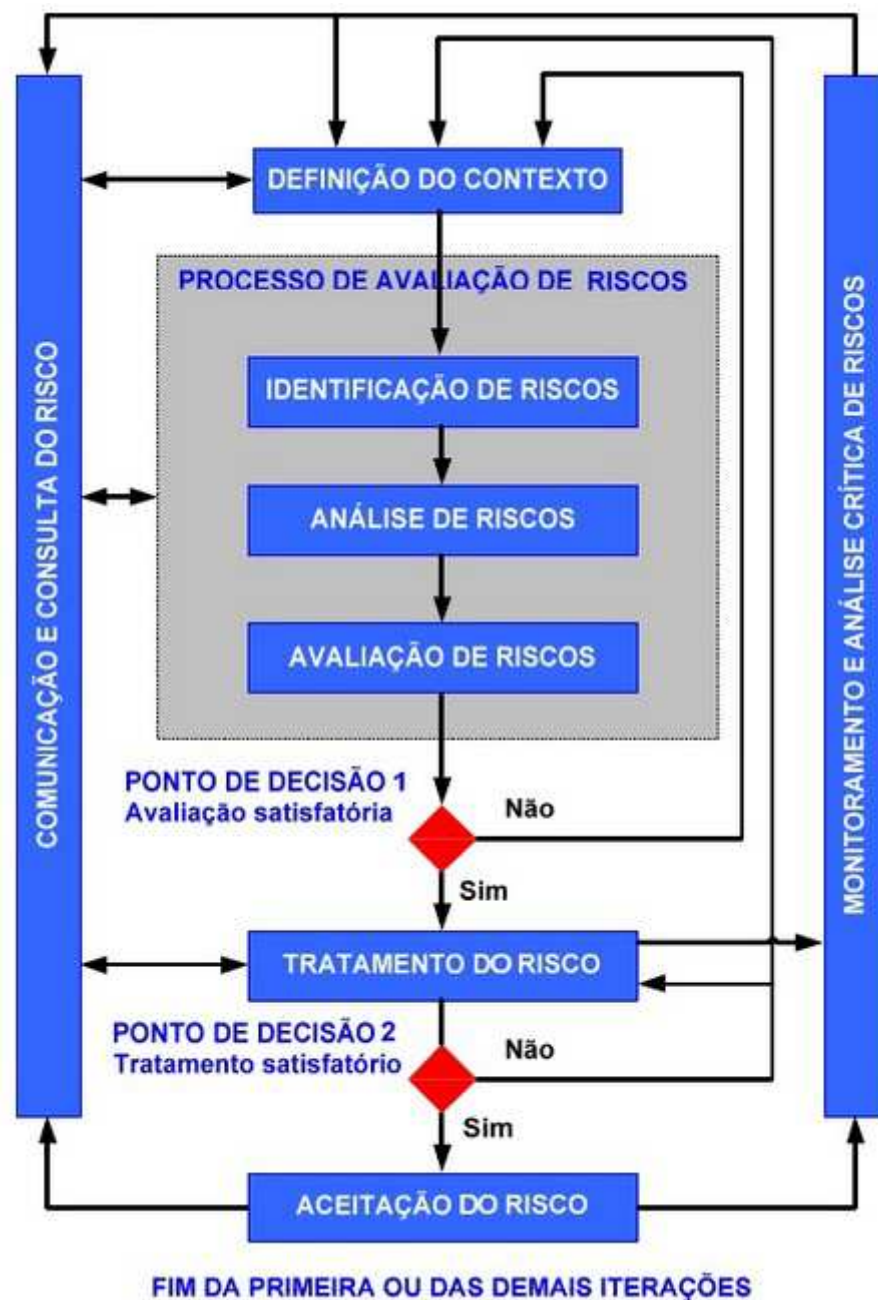 DEFINIÇÃO DO CONTEXTO
PROCESSO DE AVALIAÇÃO DE RISCOS
IDENTIFICAÇÃO DE RISCOS
ANÁLISE DE RISCOS
AVALIAÇÃO DE RISCOS
COMUNICAÇÃO E CONSULTA DO RISCO
MONITORAMENTO E ANÁLISE CRÍTICA DE RISCOS
PONTO DE DECISÃO 1
Avaliação satisfatória
Não
Sim
TRATAMENTO DO RISCO
PONTO DE DECISÃO 2
Tratamento satisfatório
Não
Sim
ACEITAÇÃO DO RISCO
FIM DA PRIMEIRA OU DAS DEMAIS ITERAÇÕES